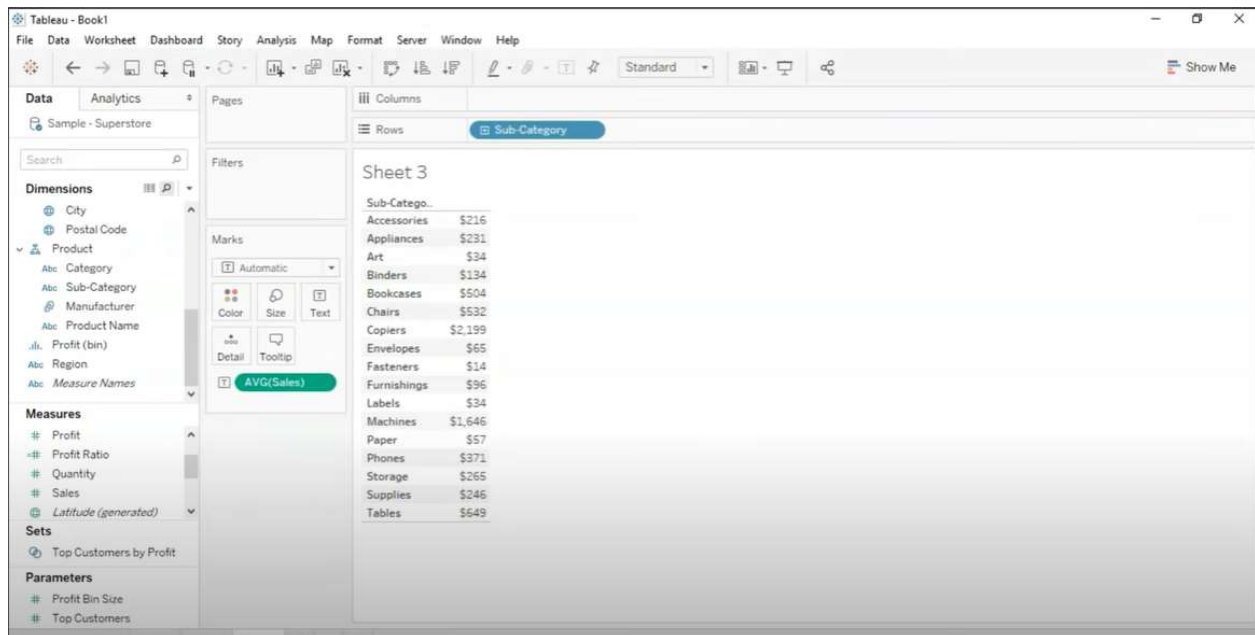 Tableau - Book1
File Data Worksheet Dashboard Story Analysis Map Format Server Window Help
Standard
Show Me
Data Analytics
Sample - Superstore
Search
Dimensions
City
Postal Code
Product
Abc Category
Abc Sub-Category
Manufacturer
Abc Product Name
Profit (bin)
Abc Region
Abc Measure Names
Measures
# Profit
=# Profit Ratio
# Quantity
# Sales
Latitude (generated)
Sets
Top Customers by Profit
Parameters
# Profit Bin Size
# Top Customers
Pages
Filters
Marks
T Automatic
Color Size Text
Detail Tooltip
T AVG(Sales)
Columns
Rows Sub-Category
Sheet 3
Sub-Catego..
Accessories $216
Appliances $231
Art $34
Binders $134
Bookcases $504
Chairs $532
Copiers $2,199
Envelopes $65
Fasteners $14
Furnishings $96
Labels $34
Machines $1,646
Paper $57
Phones $371
Storage $265
Supplies $246
Tables $649